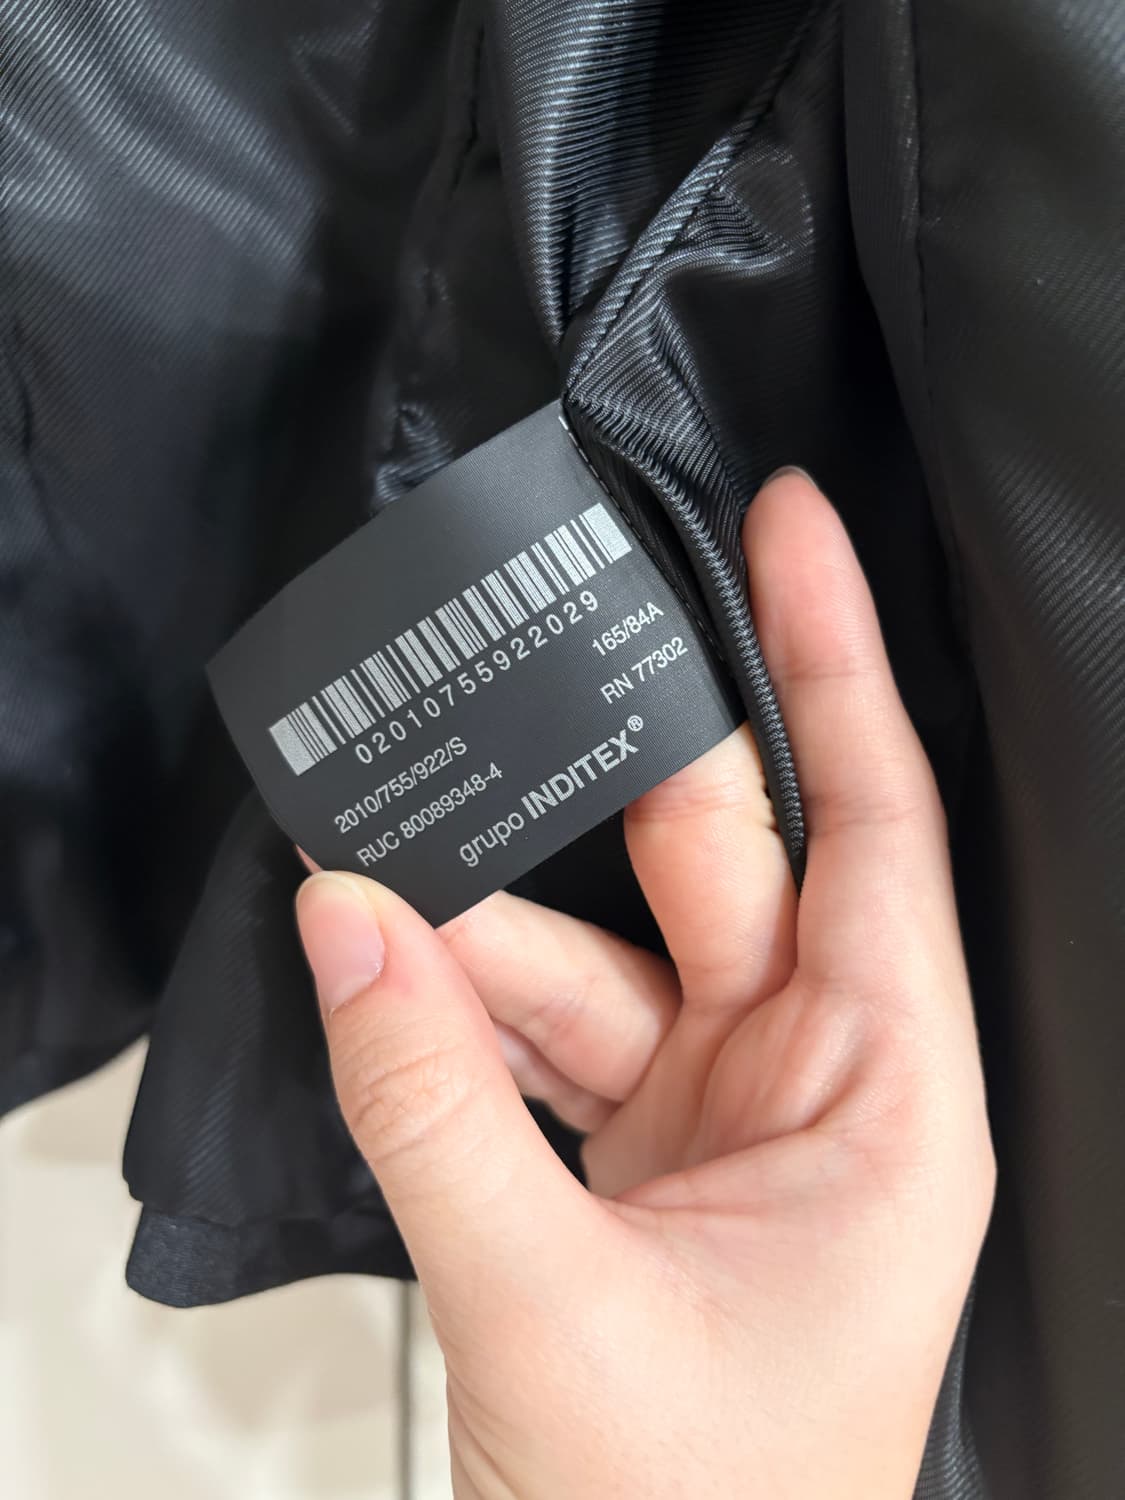 02010755922029
2010/755/922/S 165/84A
RUC 80089348-4 RN 77302
grupo INDITEX®